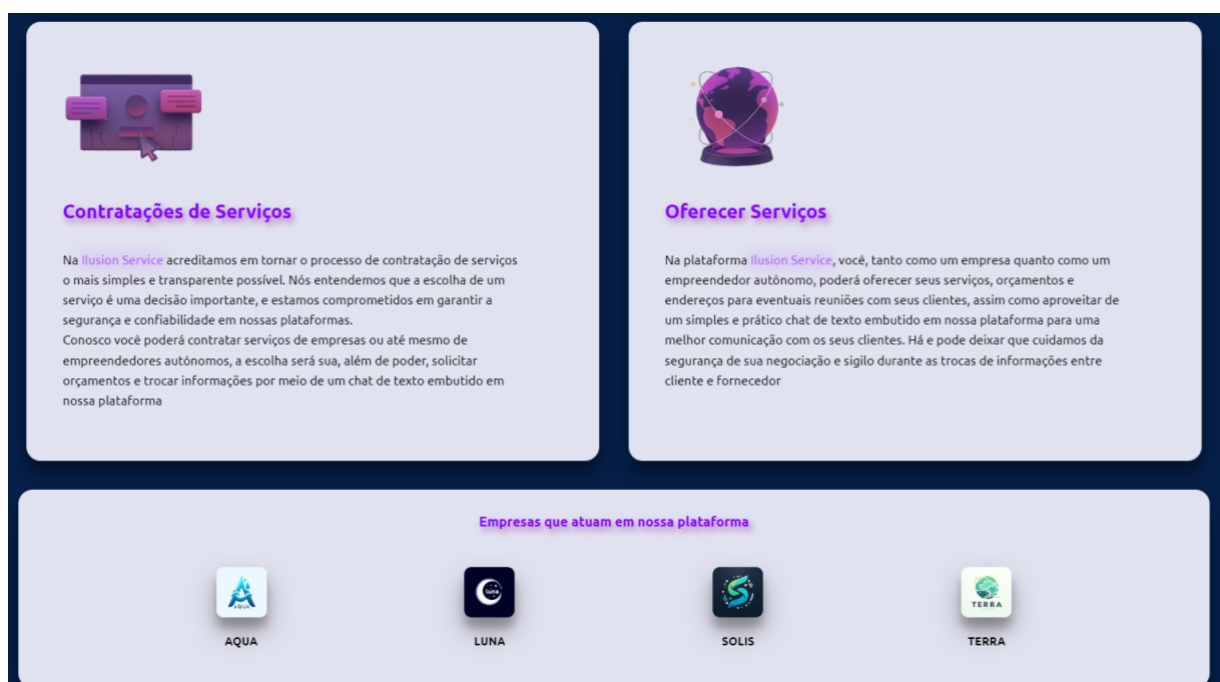 Contratações de Serviços
Na Ilusion Service acreditamos em tornar o processo de contratação de serviços
o mais simples e transparente possível. Nós entendemos que a escolha de um
serviço é uma decisão importante, e estamos comprometidos em garantir a
segurança e confiabilidade em nossas plataformas.
Conosco você poderá contratar serviços de empresas ou até mesmo de
empreendedores autônomos, a escolha será sua, além de poder, solicitar
orçamentos e trocar informações por meio de um chat de texto embutido em
nossa plataforma
Oferecer Serviços
Na plataforma Ilusion Service, você, tanto como um empresa quanto como um
empreendedor autônomo, poderá oferecer seus serviços, orçamentos e
endereços para eventuais reuniões com seus clientes, assim como aproveitar de
um simples e prático chat de texto embutido em nossa plataforma para uma
melhor comunicação com os seus clientes. Há e pode deixar que cuidamos da
segurança de sua negociação e sigilo durante as trocas de informações entre
cliente e fornecedor
Empresas que atuam em nossa plataforma
AQUA
luna
TERRA
AQUA
LUNA
SOLIS
TERRA